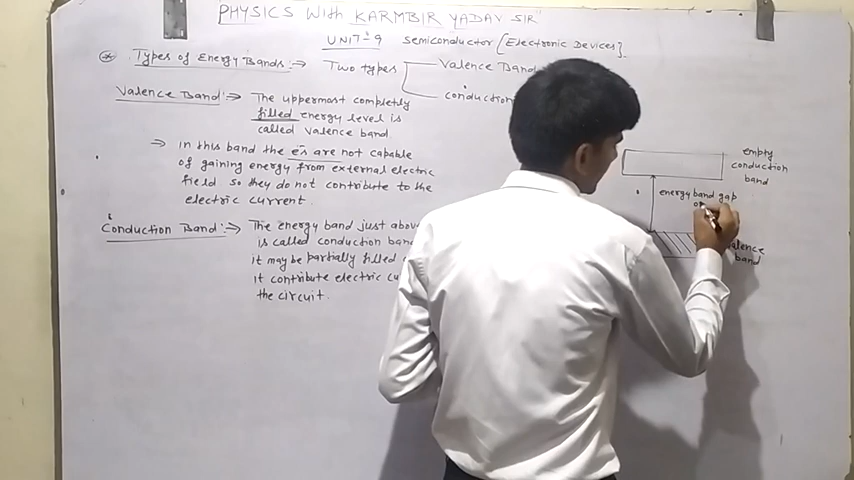 PHYSICS With KARMBIR YADAV SIR
UNIT-9 Semiconductor [Electronic Devices]
Types of Energy Bands :→ Two types
Valence Band
conduction
Valence Band :→ The uppermost completely
filled energy level is
called valence band
⇒ in this band the e⁻s are not capable
of gaining energy from external electric
field so they do not contribute to the
electric current.
Conduction Band :→ The energy band just above
is called conduction band
it may be partially filled
it contribute electric
the circuit.
empty
conduction
band
energy band gap
band